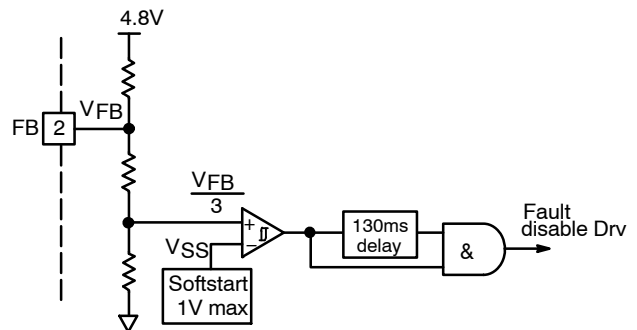 4.8V
VFB
FB 2
VFB
3
+
−
VSS
Softstart
1V max
130ms
delay
&
Fault
disable Drv